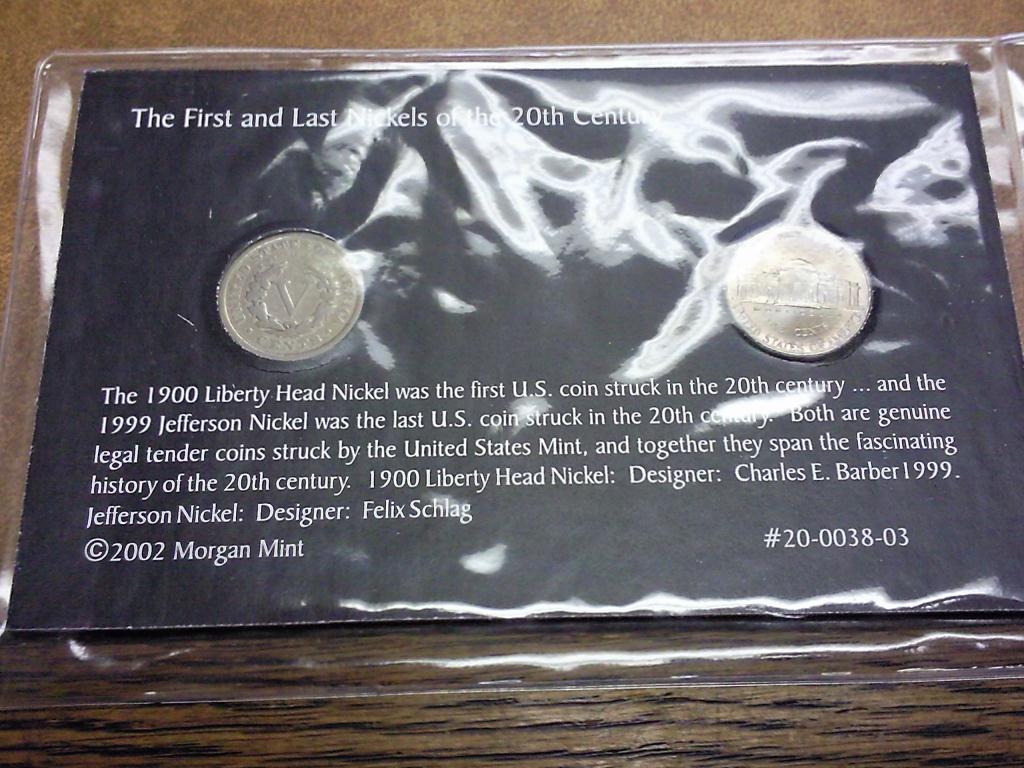 The First and Last Nickels of the 20th Century
V
The 1900 Liberty Head Nickel was the first U.S. coin struck in the 20th century ... and the
1999 Jefferson Nickel was the last U.S. coin struck in the 20th century. Both are genuine
legal tender coins struck by the United States Mint, and together they span the fascinating
history of the 20th century. 1900 Liberty Head Nickel: Designer: Charles E. Barber1999.
Jefferson Nickel: Designer: Felix Schlag
©2002 Morgan Mint
#20-0038-03